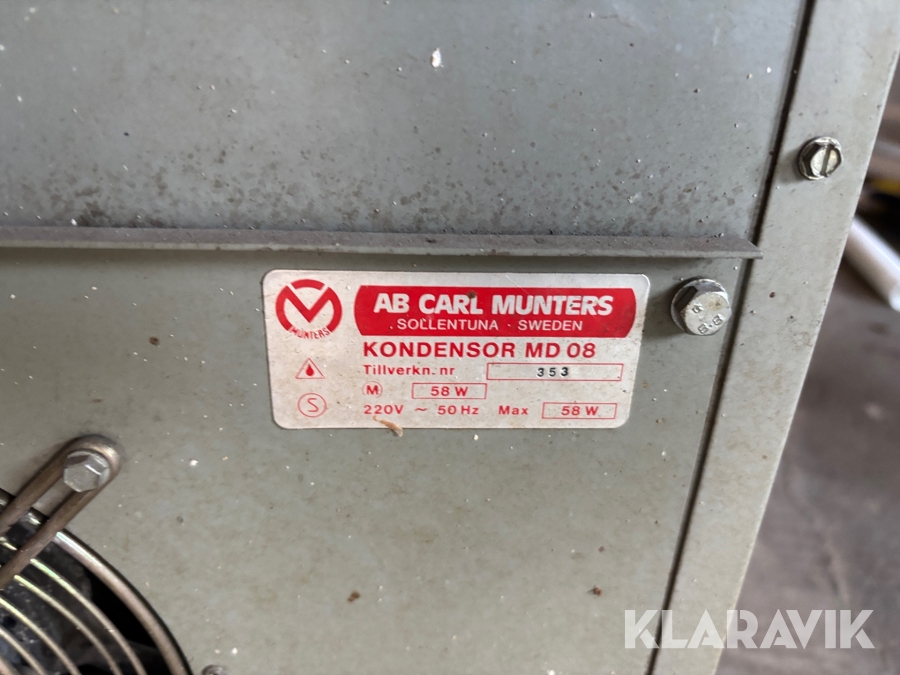 MUNTERS
AB CARL MUNTERS
SOLLENTUNA · SWEDEN
KONDENSOR MD 08
Tillverkn. nr 353
M 58 W
S
220V ~ 50 Hz Max 58 W
8.8
KLARAVIK